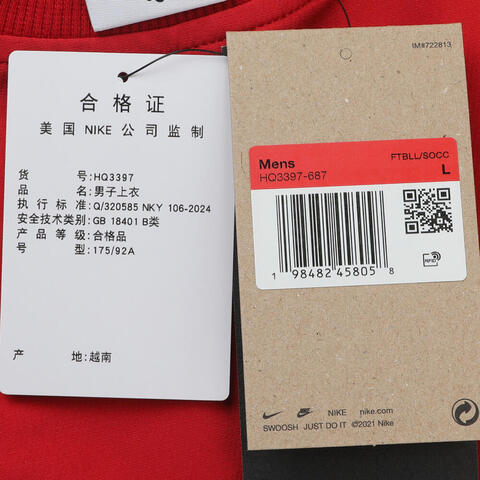 合格证
美国 NIKE 公司监制
货 号:HQ3397
品 名:男子上衣
执行标准:Q/320585 NKY 106-2024
安全技术类别:GB 18401 B类
产品等级:合格品
号 型:175/92A
产 地:越南
IM#722813
Mens FTBLL/SOCC
HQ3397-687 L
1 98482 45805 8
RFID
NIKE nike.com
SWOOSH JUST DO IT ©2021 Nike